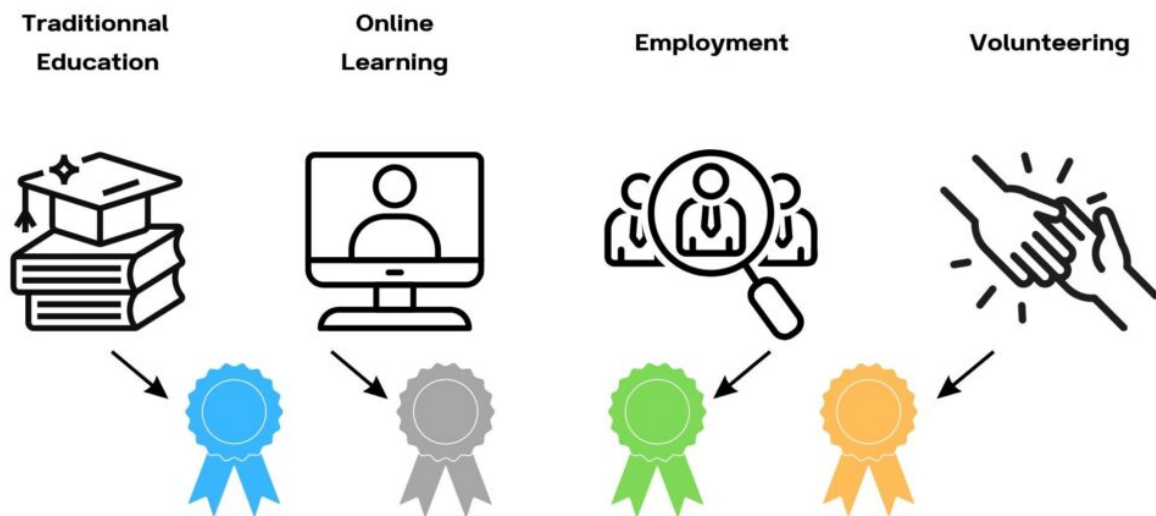 Traditionnal
Education
Online
Learning
Employment
Volunteering